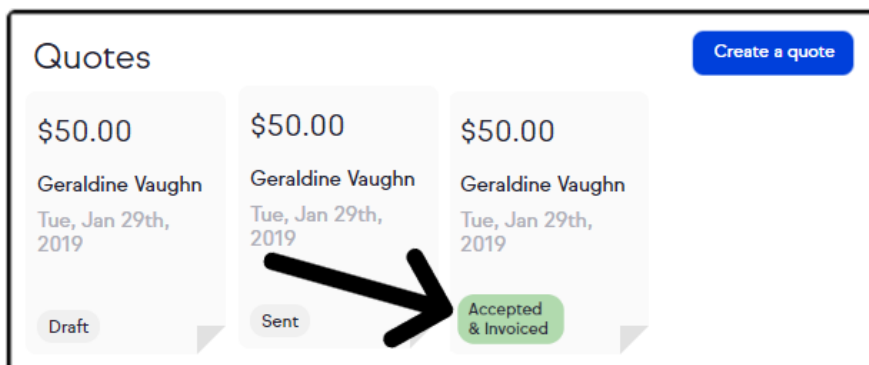 Quotes
Create a quote
$50.00
Geraldine Vaughn
Tue, Jan 29th,
2019
Draft
$50.00
Geraldine Vaughn
Tue, Jan 29th,
2019
Sent
$50.00
Geraldine Vaughn
Tue, Jan 29th,
2019
Accepted
& Invoiced